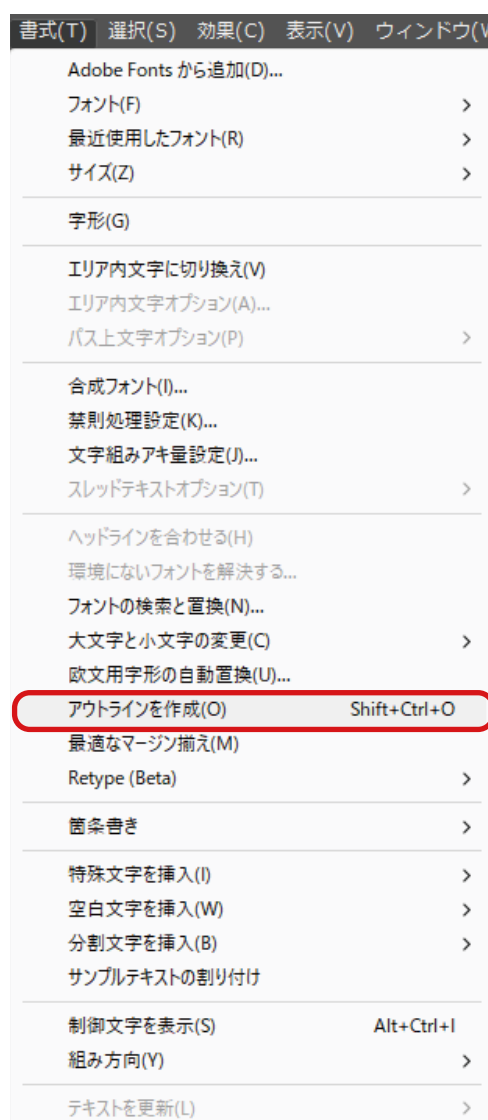 書式(T) 選択(S) 効果(C) 表示(V) ウィンドウ(
Adobe Fonts から追加(D)...
フォント(F)
最近使用したフォント(R)
サイズ(Z)
字形(G)
エリア内文字に切り換え(V)
エリア内文字オプション(A)...
パス上文字オプション(P)
合成フォント(I)...
禁則処理設定(K)...
文字組みアキ量設定(J)...
スレッドテキストオプション(T)
ヘッドラインを合わせる(H)
環境にないフォントを解決する...
フォントの検索と置換(N)...
大文字と小文字の変更(C)
欧文用字形の自動置換(U)...
アウトラインを作成(O) Shift+Ctrl+O
最適なマージン揃え(M)
Retype (Beta)
箇条書き
特殊文字を挿入(I)
空白文字を挿入(W)
分割文字を挿入(B)
サンプルテキストの割り付け
制御文字を表示(S) Alt+Ctrl+I
組み方向(Y)
テキストを更新(L)